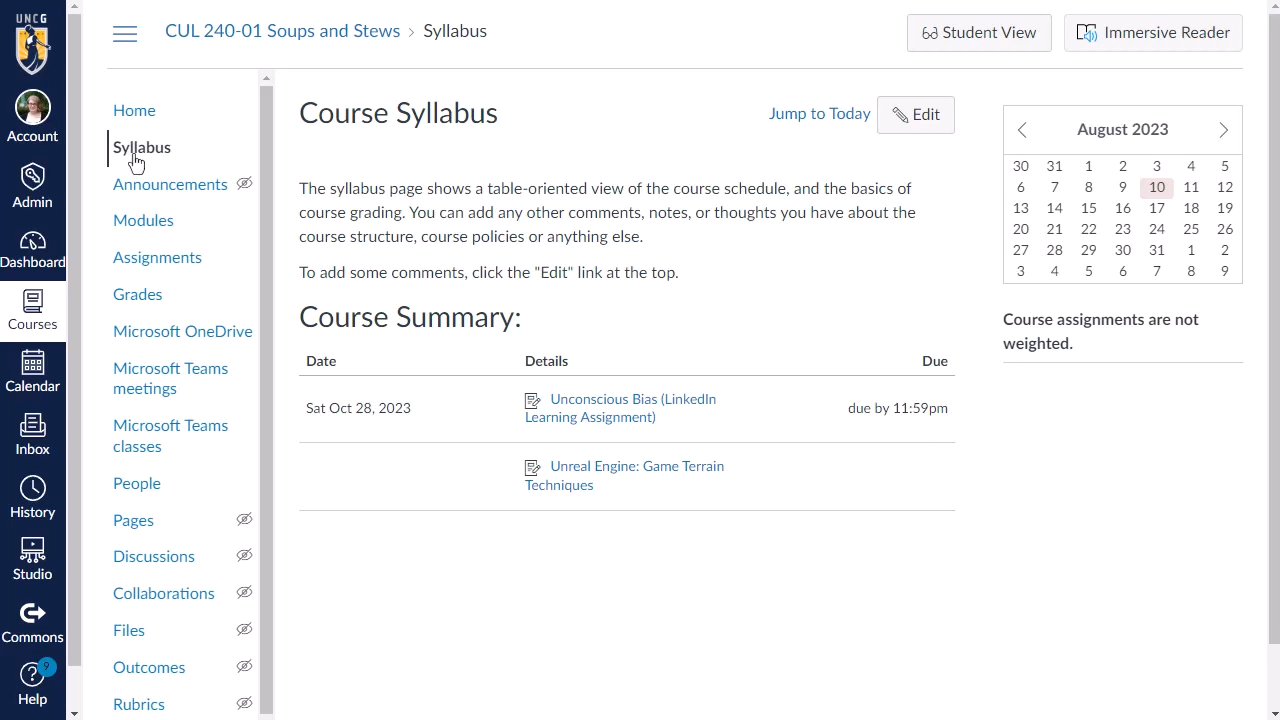 UNCG
Account
Admin
Dashboard
Courses
Calendar
Inbox
History
Studio
Commons
9
Help
CUL 240-01 Soups and Stews › Syllabus
Student View
Immersive Reader
Home
Syllabus
Announcements
Modules
Assignments
Grades
Microsoft OneDrive
Microsoft Teams
meetings
Microsoft Teams
classes
People
Pages
Discussions
Collaborations
Files
Outcomes
Rubrics
Course Syllabus
Jump to Today
Edit
The syllabus page shows a table-oriented view of the course schedule, and the basics of
course grading. You can add any other comments, notes, or thoughts you have about the
course structure, course policies or anything else.
To add some comments, click the "Edit" link at the top.
Course Summary:
Date Details Due
Sat Oct 28, 2023 Unconscious Bias (LinkedIn due by 11:59pm
Learning Assignment)
Unreal Engine: Game Terrain
Techniques
August 2023
30 31 1 2 3 4 5
6 7 8 9 10 11 12
13 14 15 16 17 18 19
20 21 22 23 24 25 26
27 28 29 30 31 1 2
3 4 5 6 7 8 9
Course assignments are not
weighted.